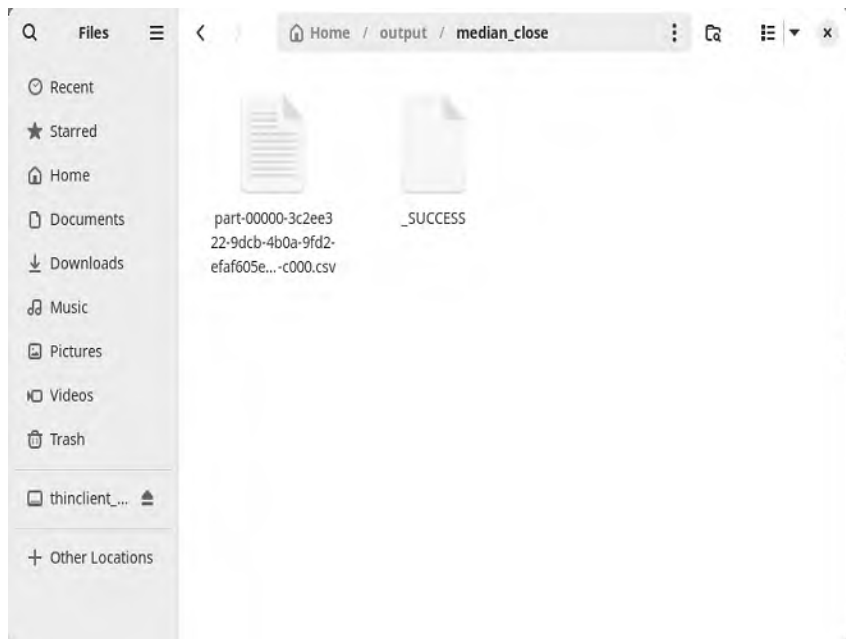 Files
Home / output / median_close
Recent
Starred
Home
Documents
Downloads
Music
Pictures
Videos
Trash
thinclient_...
Other Locations
part-00000-3c2ee3
22-9dcb-4b0a-9fd2-
efaf605e...-c000.csv
_SUCCESS